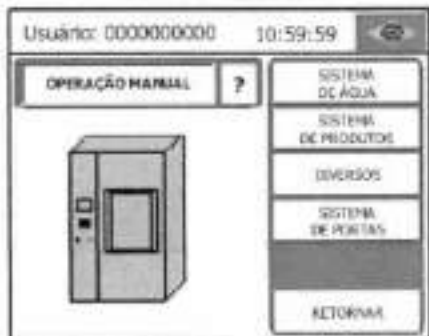 Usuário: 0000000000
10:59:59
OPERAÇÃO MANUAL
?
SISTEMA
DE ÁGUA
SISTEMA
DE PRODUTOS
DIVERSOS
SISTEMA
DE PORTAS
RETORNAR